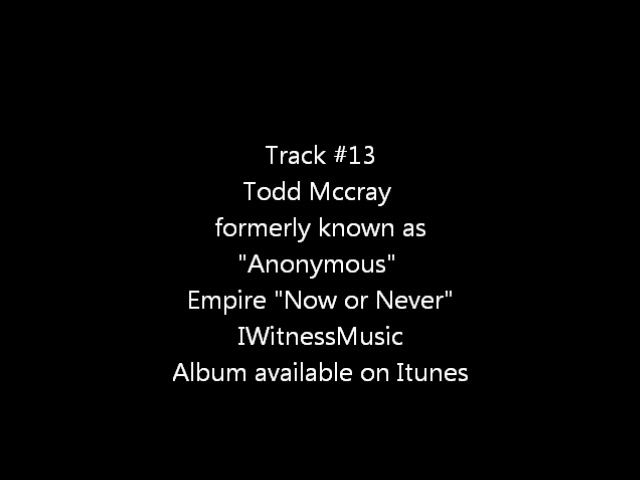 Track #13
Todd Mccray
formerly known as
"Anonymous"
Empire "Now or Never"
IWitnessMusic
Album available on Itunes